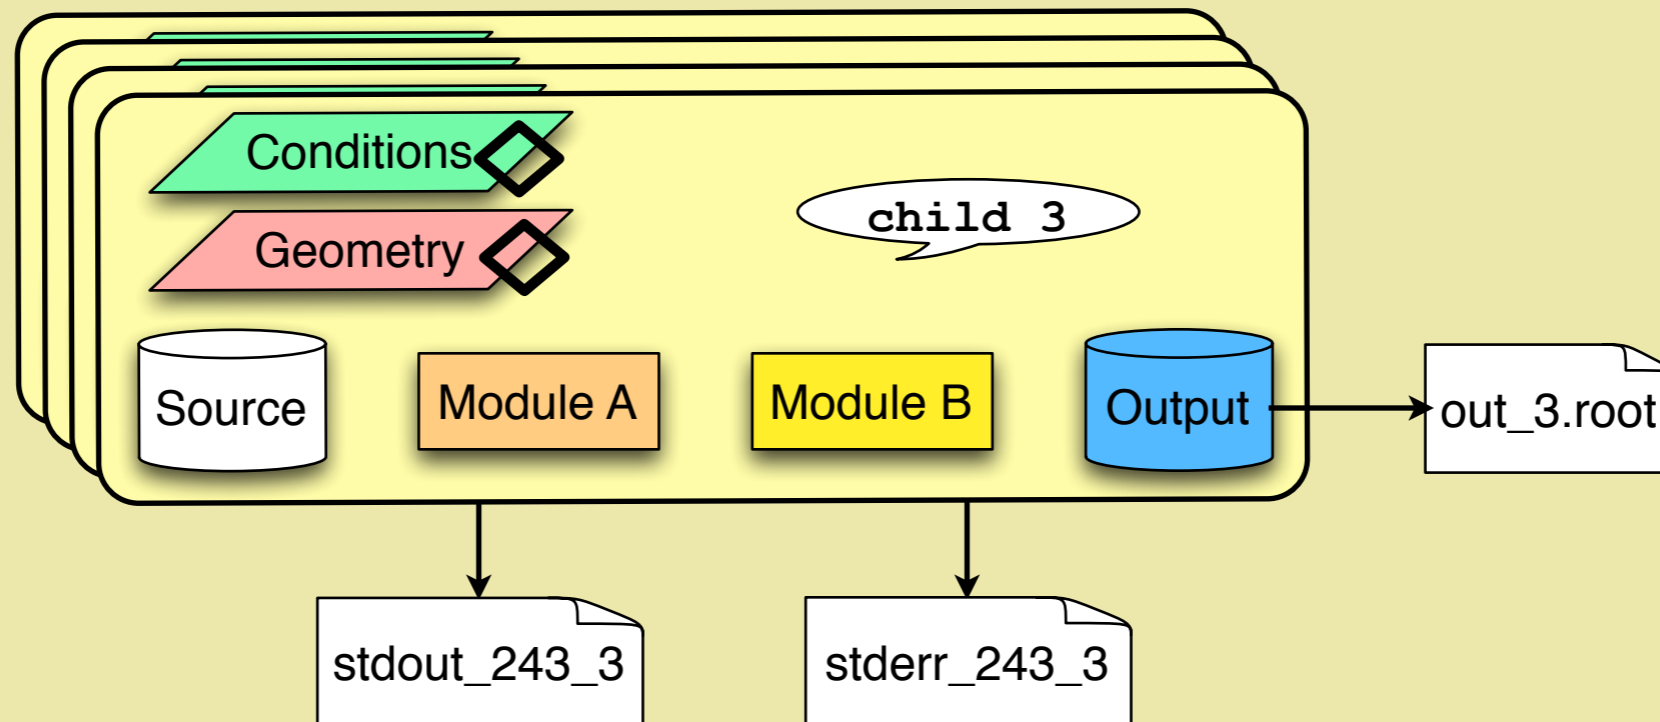 Conditions
Geometry
child 3
Source
Module A
Module B
Output
out_3.root
stdout_243_3
stderr_243_3